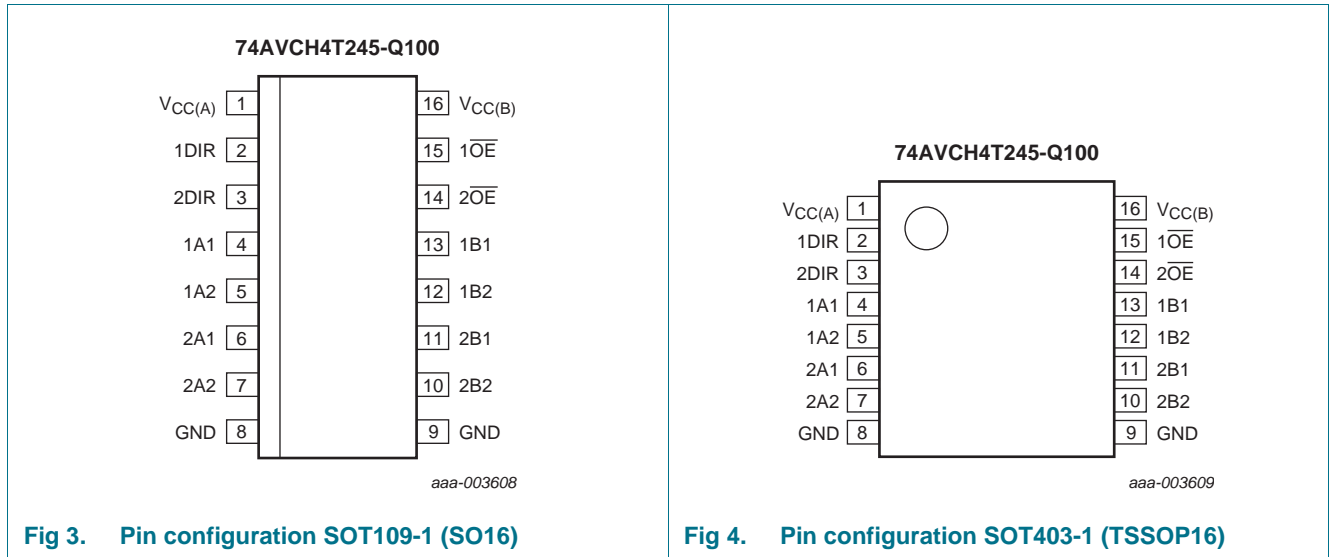 74AVCH4T245-Q100
VCC(A) 1 16 VCC(B)
1DIR 2 15 1O̅E̅
2DIR 3 14 2O̅E̅
1A1 4 13 1B1
1A2 5 12 1B2
2A1 6 11 2B1
2A2 7 10 2B2
GND 8 9 GND
aaa-003608
Fig 3. Pin configuration SOT109-1 (SO16)
74AVCH4T245-Q100
VCC(A) 1 16 VCC(B)
1DIR 2 15 1O̅E̅
2DIR 3 14 2O̅E̅
1A1 4 13 1B1
1A2 5 12 1B2
2A1 6 11 2B1
2A2 7 10 2B2
GND 8 9 GND
aaa-003609
Fig 4. Pin configuration SOT403-1 (TSSOP16)